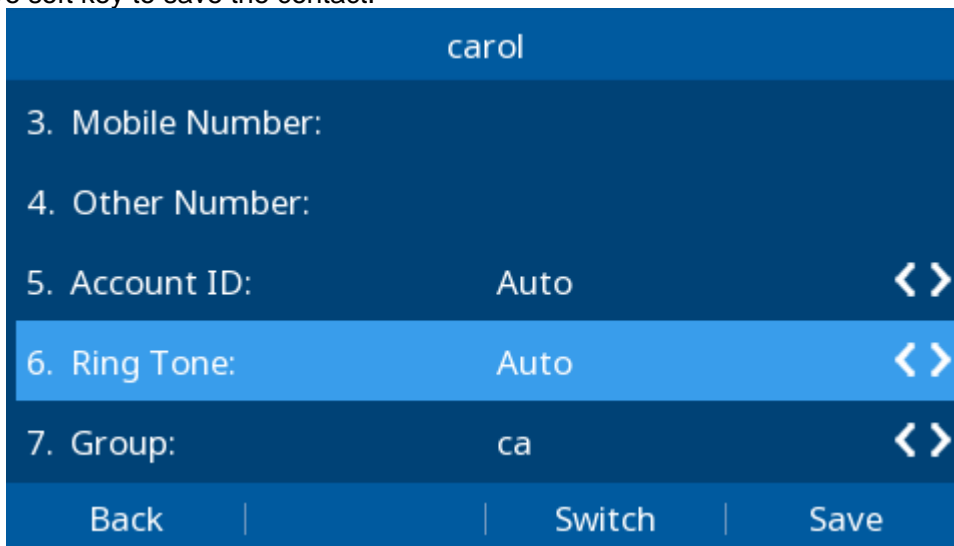 soft key to save the contact.
carol
3. Mobile Number:
4. Other Number:
5. Account ID: Auto
6. Ring Tone: Auto
7. Group: ca
Back Switch Save